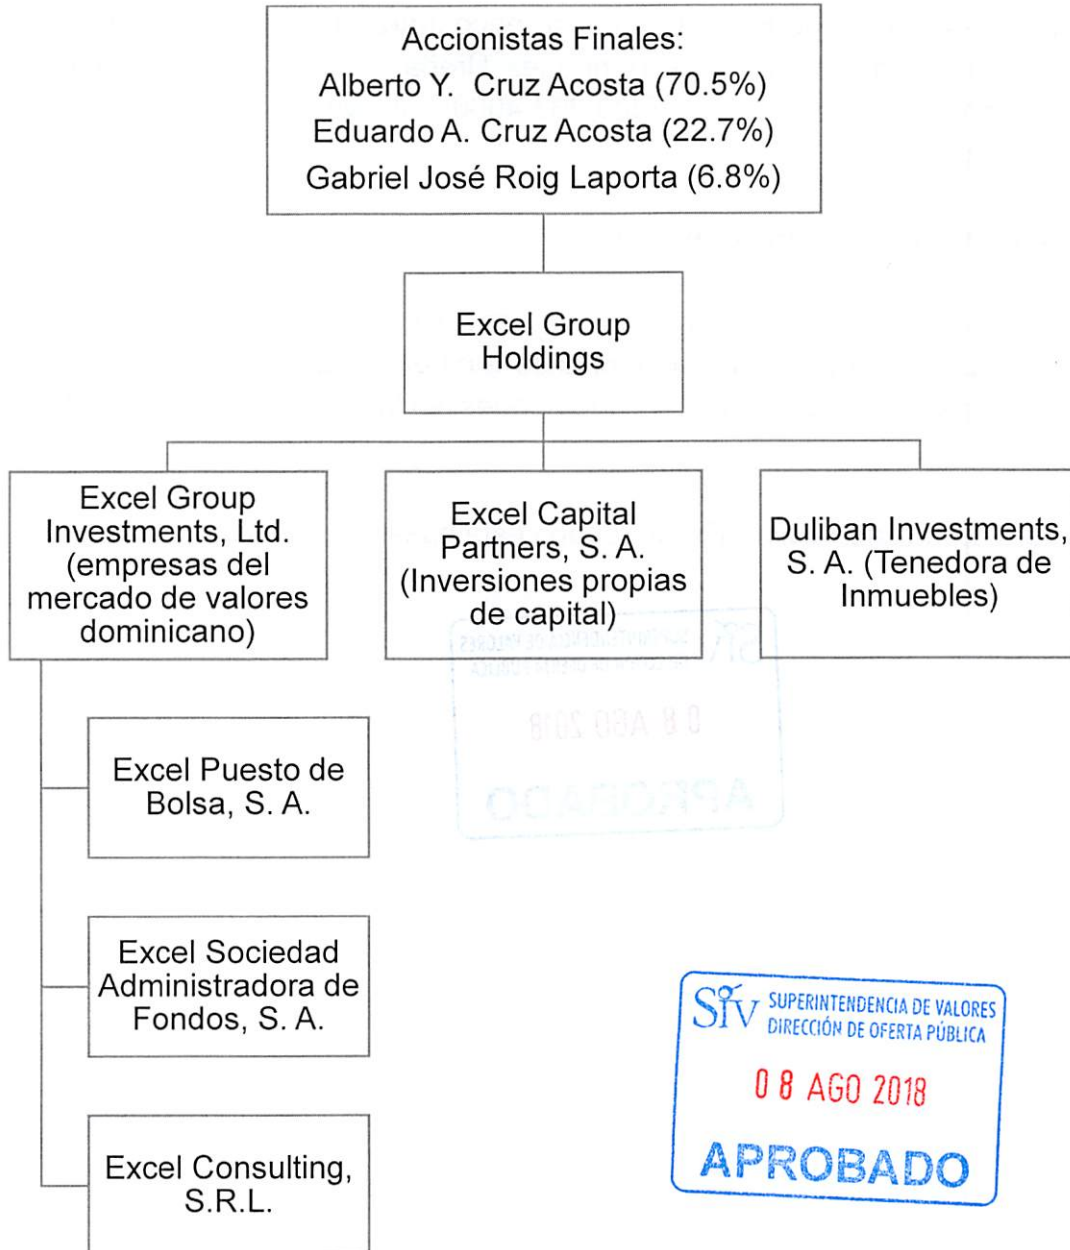 Accionistas Finales:
Alberto Y. Cruz Acosta (70.5%)
Eduardo A. Cruz Acosta (22.7%)
Gabriel José Roig Laporta (6.8%)
Excel Group
Holdings
Excel Group
Investments, Ltd.
(empresas del
mercado de valores
dominicano)
Excel Capital
Partners, S. A.
(Inversiones propias
de capital)
Duliban Investments,
S. A. (Tenedora de
Inmuebles)
Excel Puesto de
Bolsa, S. A.
Excel Sociedad
Administradora de
Fondos, S. A.
Excel Consulting,
S.R.L.
SIV SUPERINTENDENCIA DE VALORES
DIRECCIÓN DE OFERTA PÚBLICA
08 AGO 2018
APROBADO